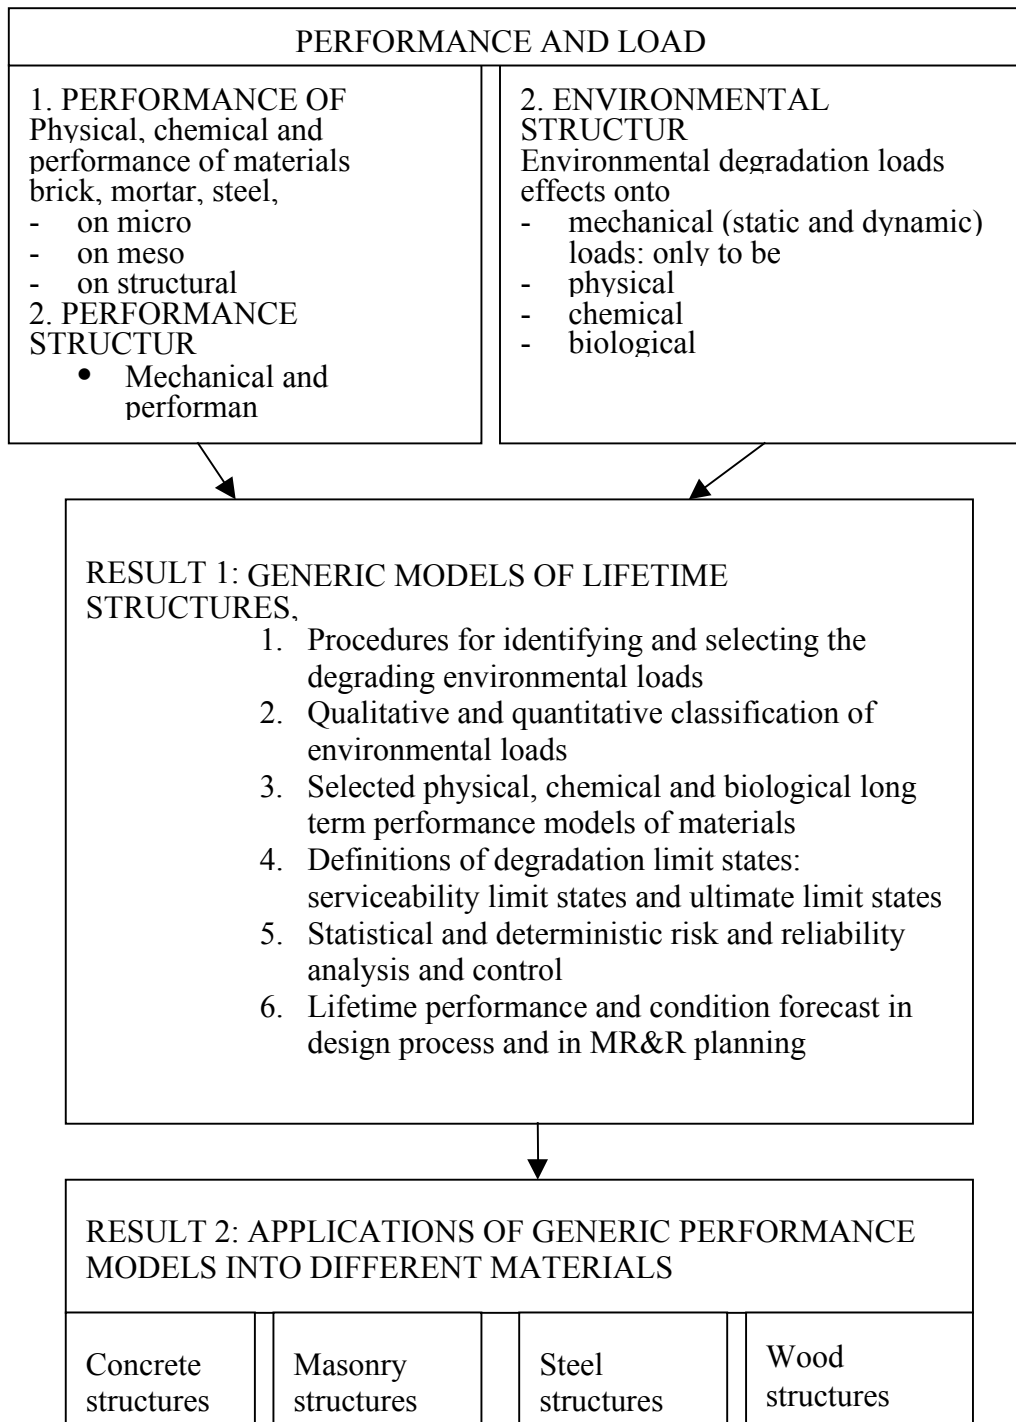 PERFORMANCE AND LOAD
1. PERFORMANCE OF
Physical, chemical and
performance of materials
brick, mortar, steel,
- on micro
- on meso
- on structural
2. PERFORMANCE
STRUCTUR
• Mechanical and
performan
2. ENVIRONMENTAL
STRUCTUR
Environmental degradation loads
effects onto
- mechanical (static and dynamic)
loads: only to be
- physical
- chemical
- biological
RESULT 1: GENERIC MODELS OF LIFETIME
STRUCTURES,
1. Procedures for identifying and selecting the
degrading environmental loads
2. Qualitative and quantitative classification of
environmental loads
3. Selected physical, chemical and biological long
term performance models of materials
4. Definitions of degradation limit states:
serviceability limit states and ultimate limit states
5. Statistical and deterministic risk and reliability
analysis and control
6. Lifetime performance and condition forecast in
design process and in MR&R planning
RESULT 2: APPLICATIONS OF GENERIC PERFORMANCE
MODELS INTO DIFFERENT MATERIALS
Concrete
structures
Masonry
structures
Steel
structures
Wood
structures